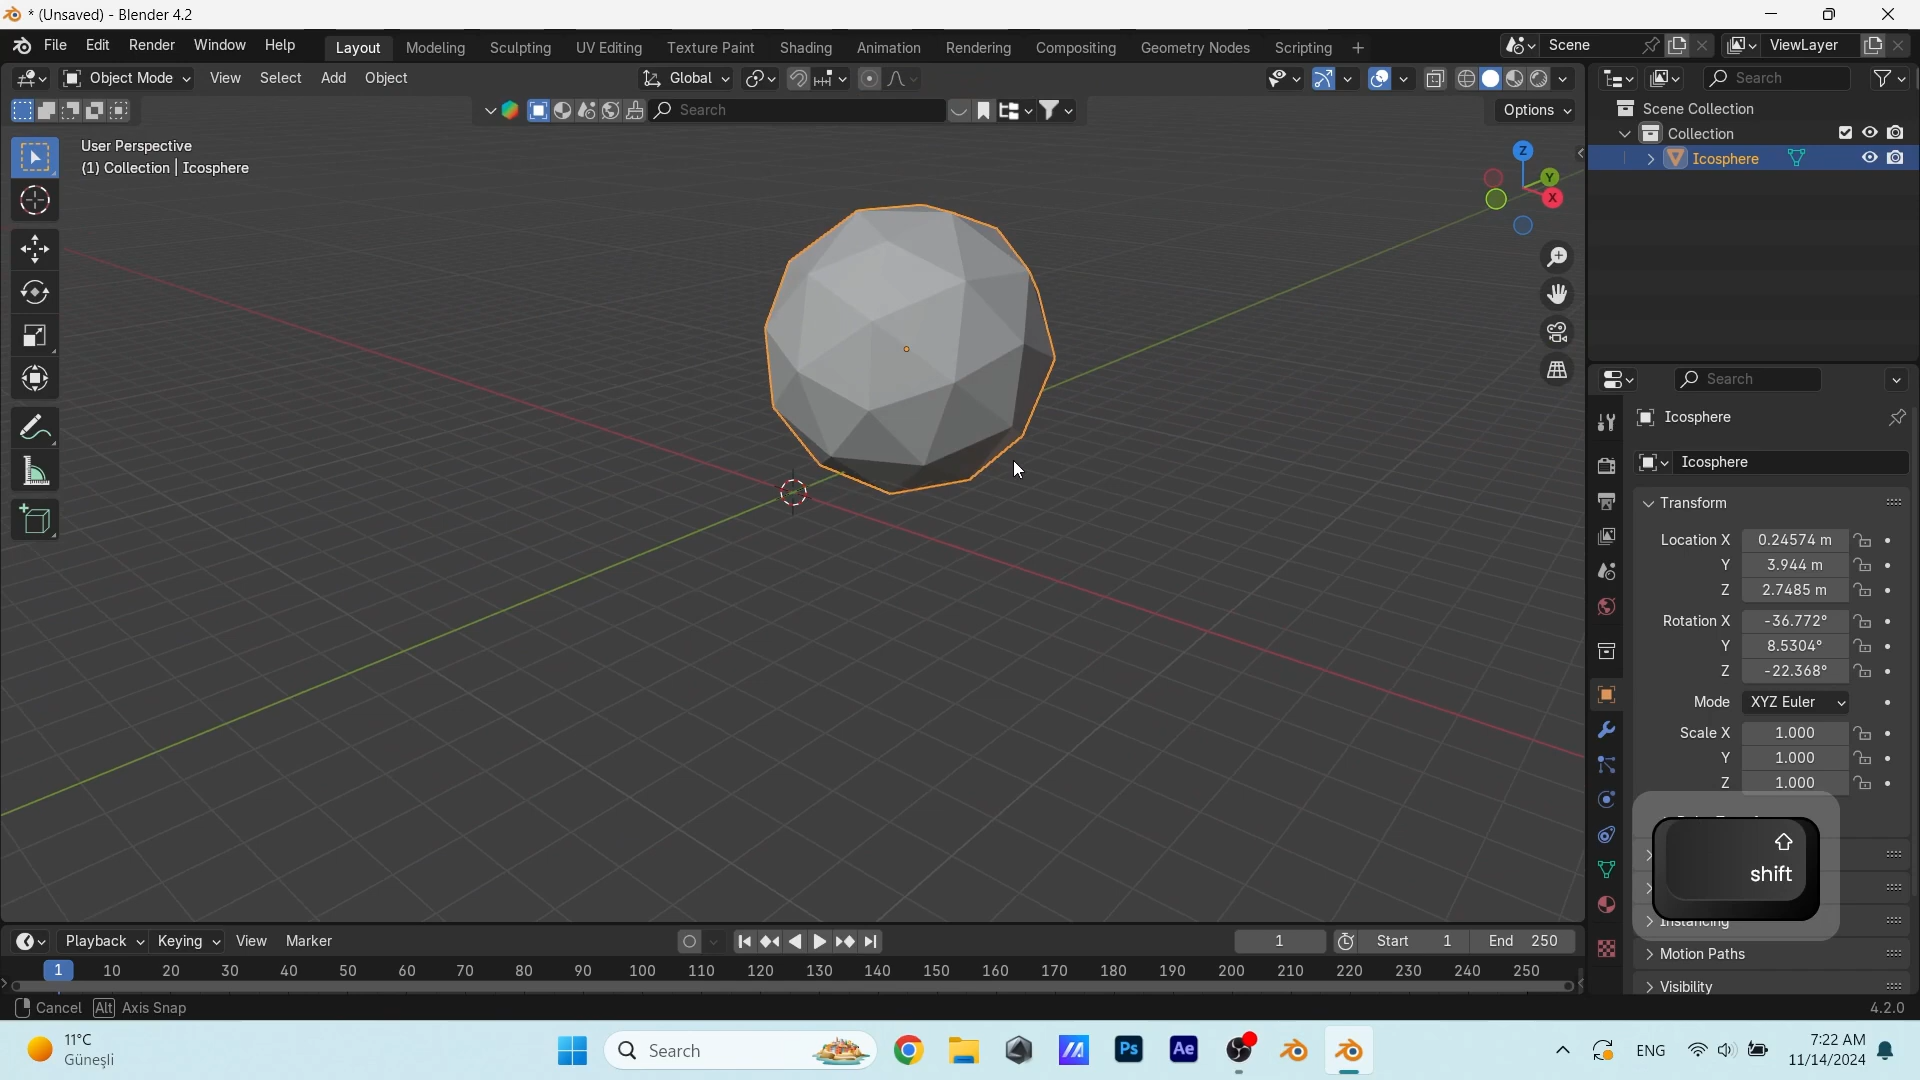 * (Unsaved) - Blender 4.2
File Edit Render Window Help Layout Modeling Sculpting UV Editing Texture Paint Shading Animation Rendering Compositing Geometry Nodes Scripting + Scene ViewLayer
Object Mode View Select Add Object Global Search
Search Options
Scene Collection
Collection
Icosphere
User Perspective
(1) Collection | Icosphere
Z
Y
X
Search
Icosphere
Icosphere
Transform
Location X 0.24574 m
Y 3.944 m
Z 2.7485 m
Rotation X -36.772°
Y 8.5304°
Z -22.368°
Mode XYZ Euler
Scale X 1.000
Y 1.000
Z 1.000
shift
Instancing
Motion Paths
Visibility
Playback Keying View Marker 1 Start 1 End 250
1 10 20 30 40 50 60 70 80 90 100 110 120 130 140 150 160 170 180 190 200 210 220 230 240 250
Cancel Alt Axis Snap 4.2.0
11°C
Güneşli
Search
Ps
Ae
ENG
7:22 AM
11/14/2024